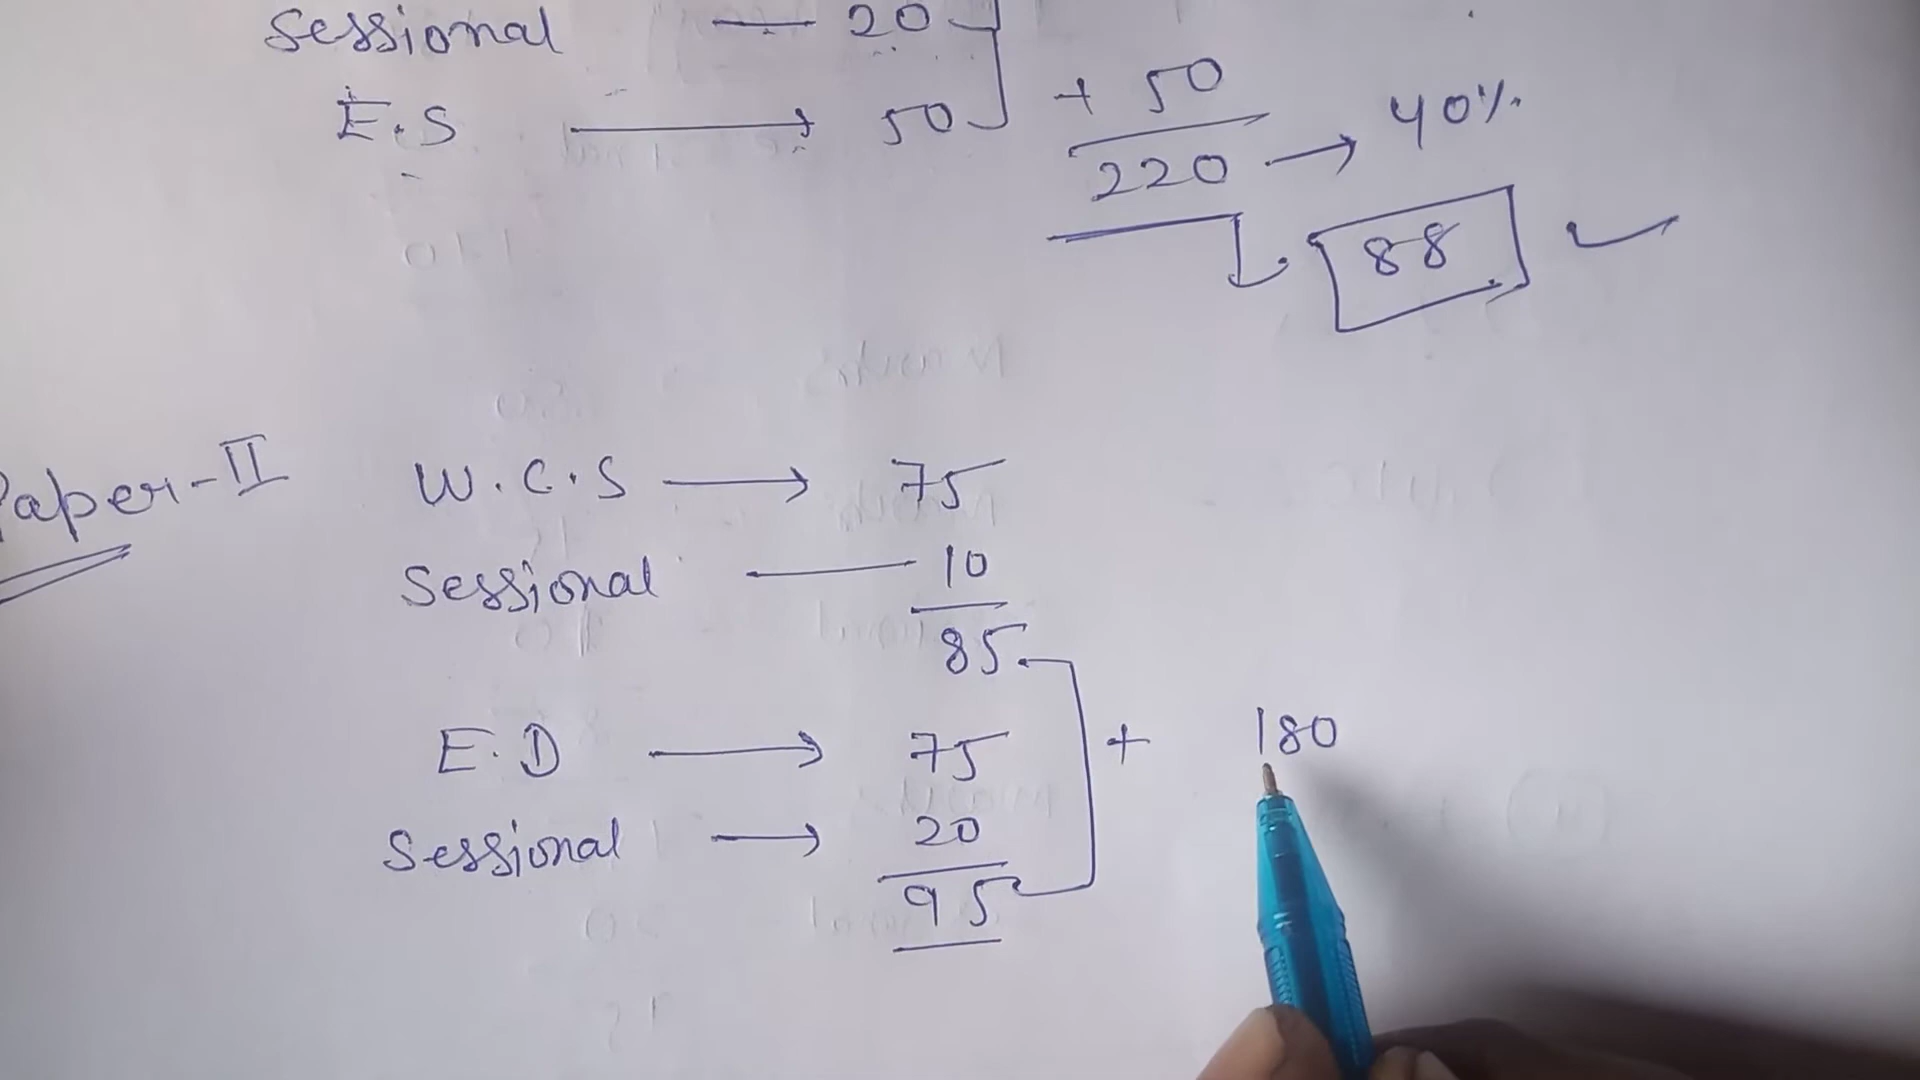 Sessional — 20
E.S → 50
+ 50
220 → 40%
88
Paper-II
W.C.S → 75
Sessional — 10
85
E.D → 75
+ 180
Sessional → 20
95